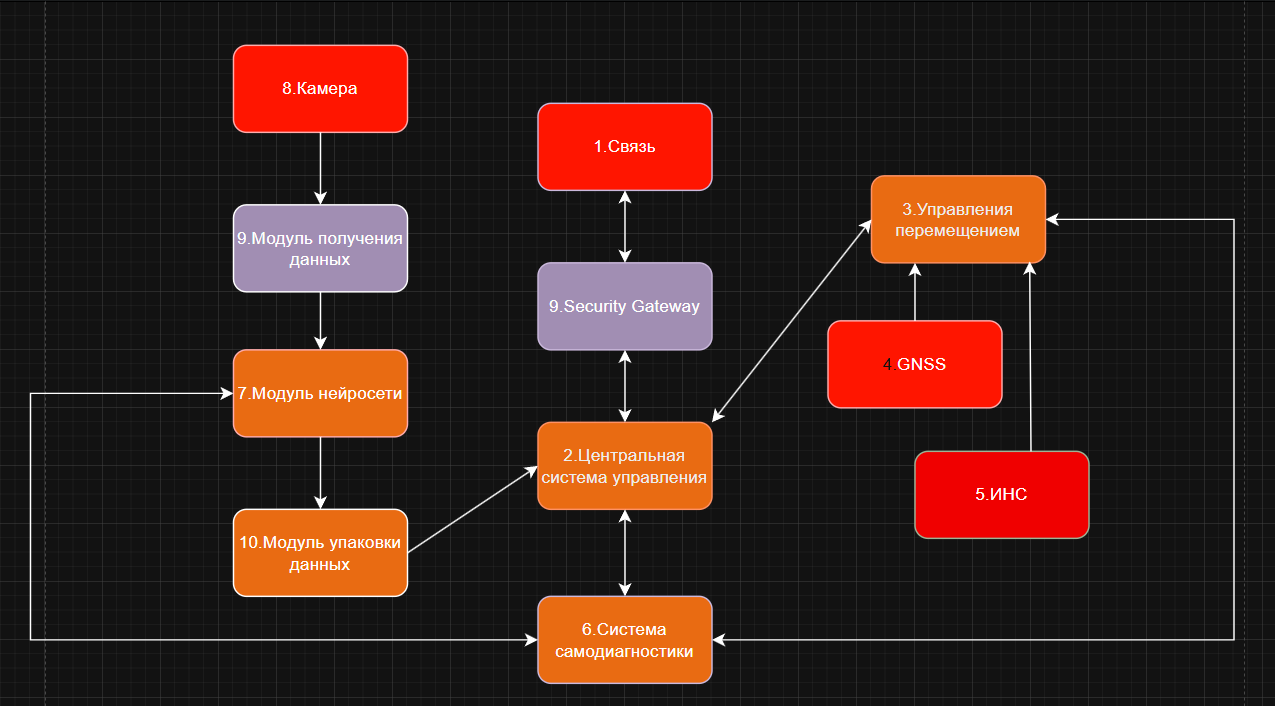 8.Камера
1.Связь
3.Управления
перемещением
9.Модуль получения
данных
9.Security Gateway
4.GNSS
7.Модуль нейросети
2.Центральная
система управления
5.ИНС
10.Модуль упаковки
данных
6.Система
самодиагностики